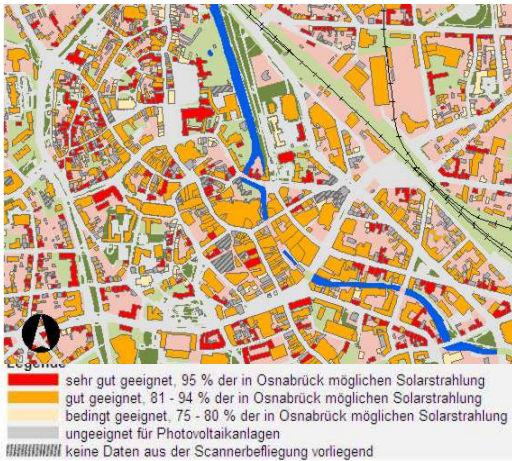 Legende
sehr gut geeignet, 95 % der in Osnabrück möglichen Solarstrahlung
gut geeignet, 81 - 94 % der in Osnabrück möglichen Solarstrahlung
bedingt geeignet, 75 - 80 % der in Osnabrück möglichen Solarstrahlung
ungeeignet für Photovoltaikanlagen
keine Daten aus der Scannerbefliegung vorliegend